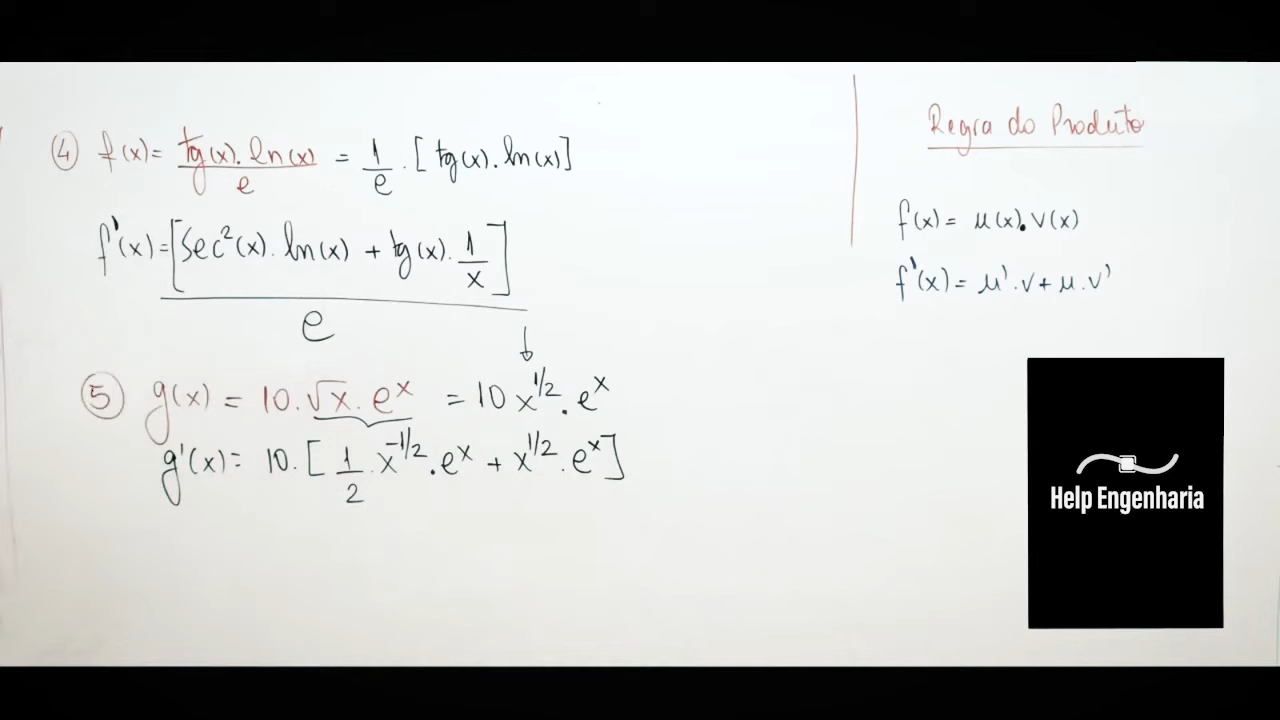 ④ f(x) = tg(x). ln(x)/e = 1/e . [tg(x). ln(x)]
f'(x) = [sec²(x). ln(x) + tg(x). 1/x]/e
⑤ g(x) = 10. √x . e^x = 10 x^1/2 . e^x
g'(x) = 10. [1/2 . x^-1/2 . e^x + x^1/2 . e^x]
Regra do Produto
f(x) = u(x).v(x)
f'(x) = u'.v + u.v'
Help Engenharia